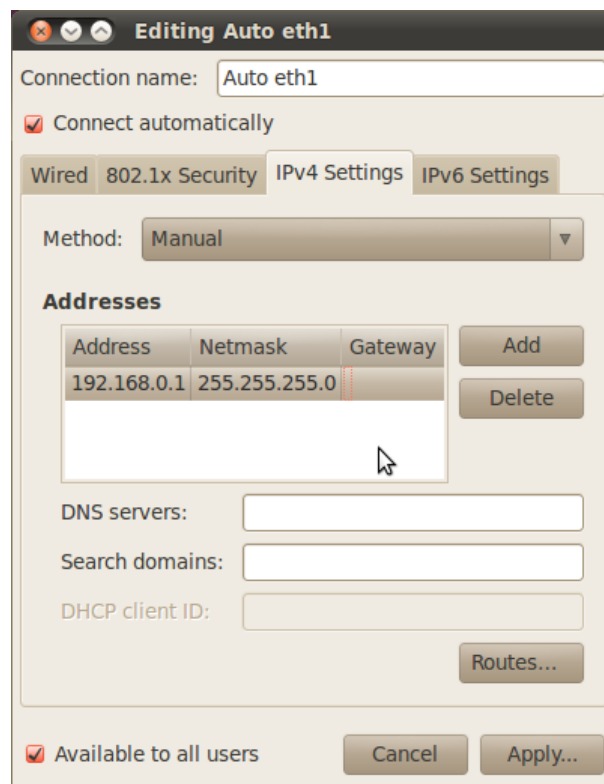 Editing Auto eth1
Connection name: Auto eth1
Connect automatically
Wired 802.1x Security IPv4 Settings IPv6 Settings
Method: Manual
Addresses
Address Netmask Gateway Add
192.168.0.1 255.255.255.0 Delete
DNS servers:
Search domains:
DHCP client ID:
Routes...
Available to all users Cancel Apply...